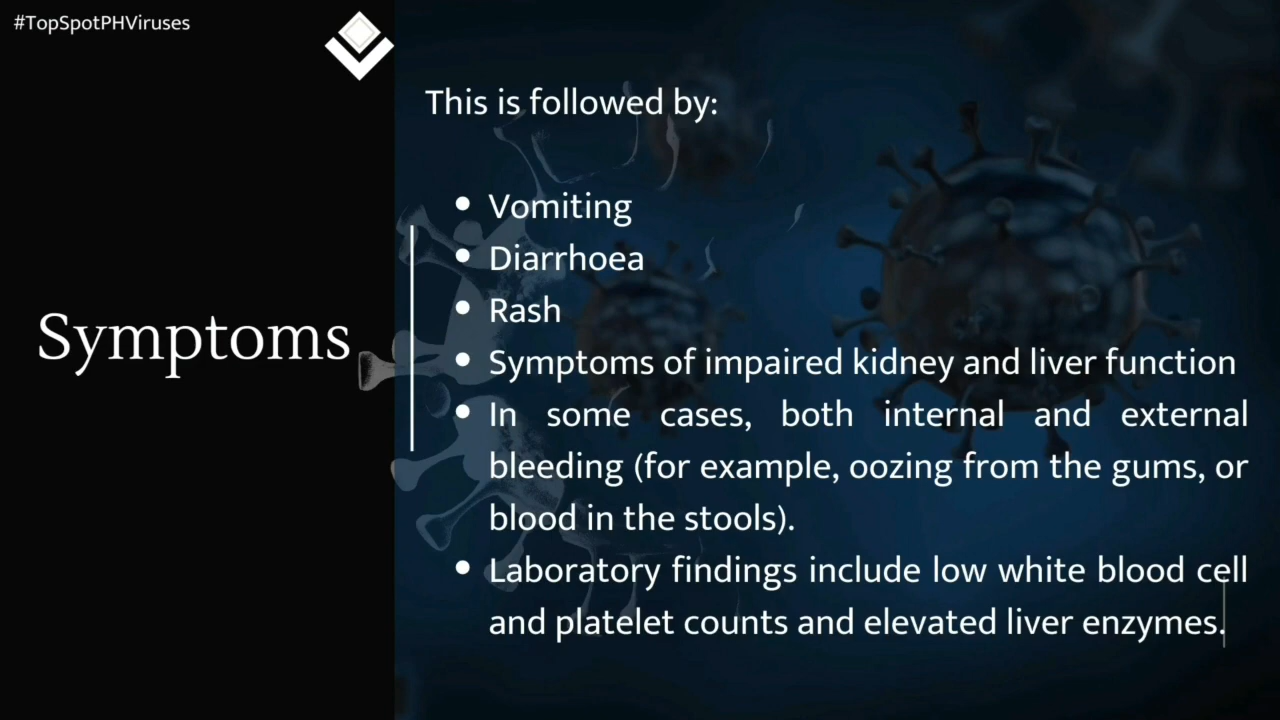 #TopSpotPHViruses
Symptoms
This is followed by:
• Vomiting
• Diarrhoea
• Rash
• Symptoms of impaired kidney and liver function
• In some cases, both internal and external
bleeding (for example, oozing from the gums, or
blood in the stools).
• Laboratory findings include low white blood cell
and platelet counts and elevated liver enzymes.